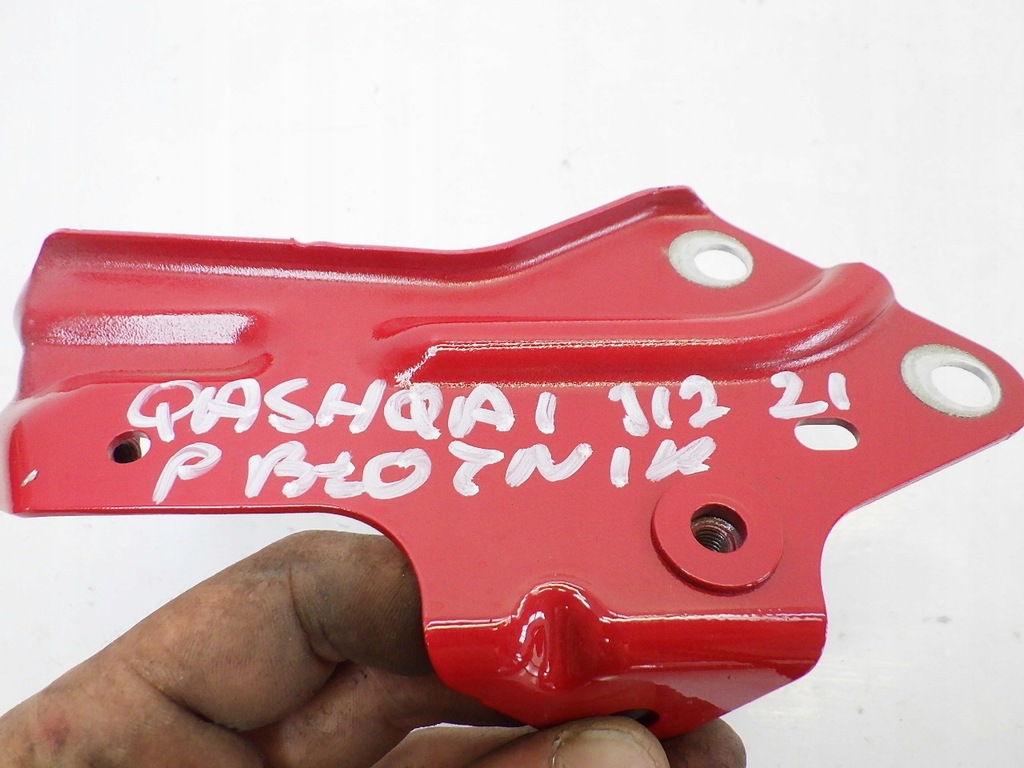 QASHQAI J12 21
P BŁOTNIK